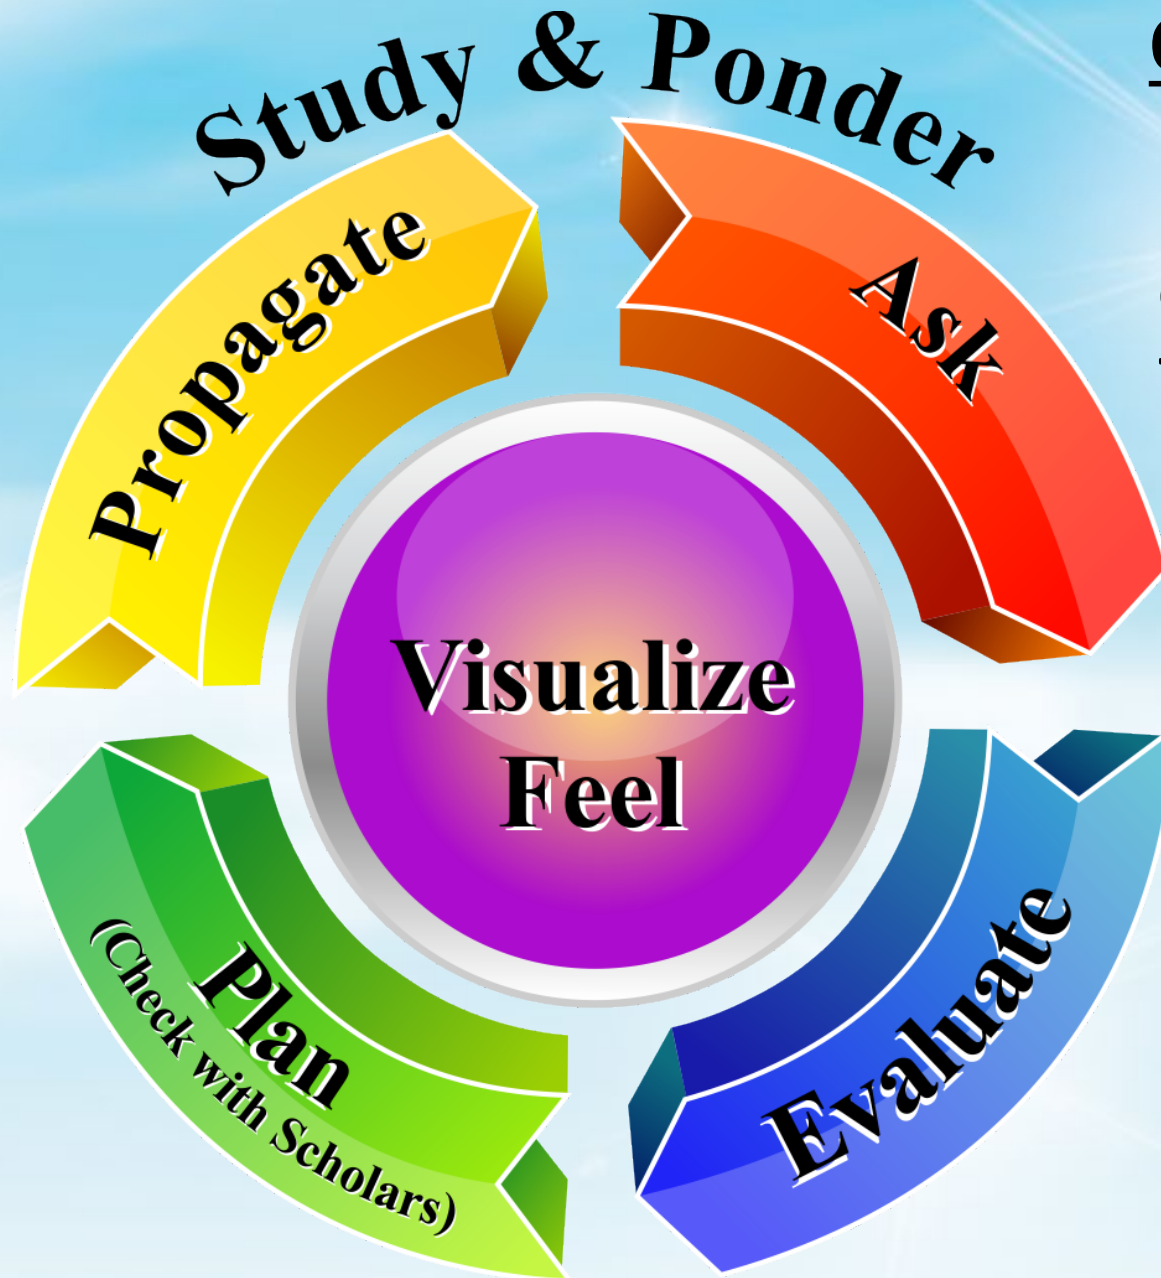 Study & Ponder
Propagate
Ask
Visualize
Feel
Plan
(Check with Scholars)
Evaluate